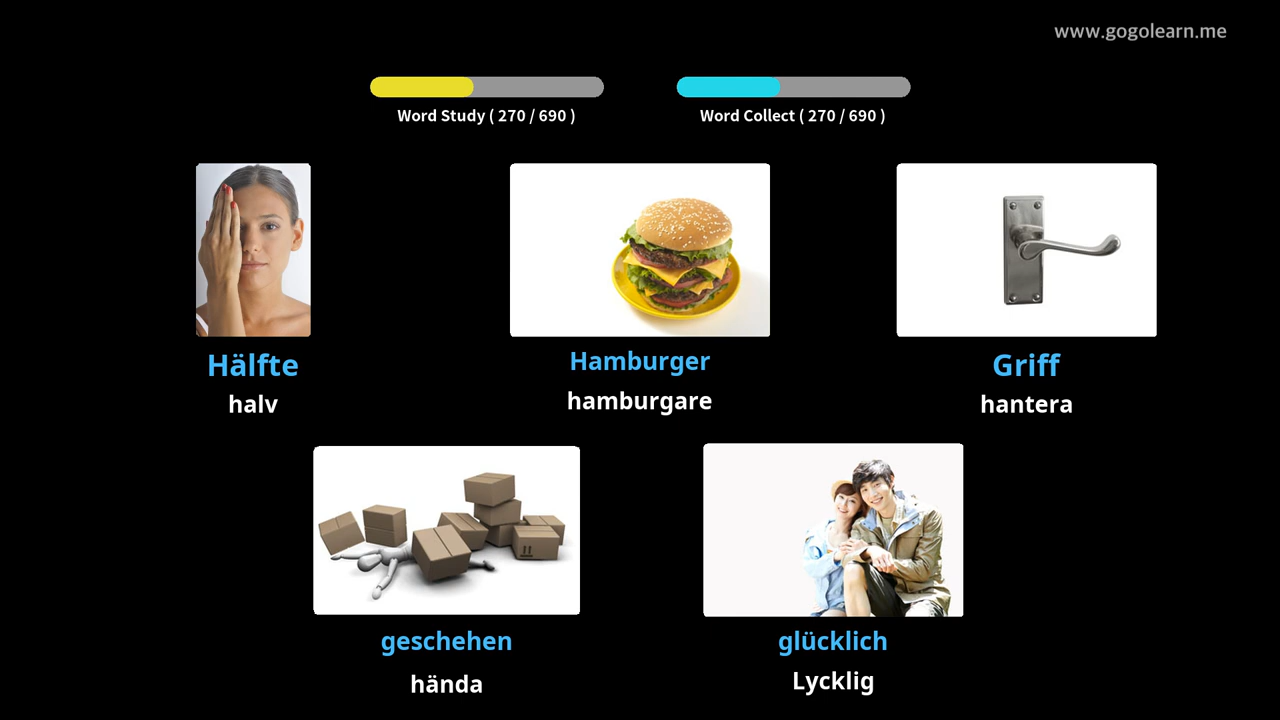 www.gogolearn.me
Word Study ( 270 / 690 )
Word Collect ( 270 / 690 )
Hälfte
halv
Hamburger
hamburgare
Griff
hantera
geschehen
hända
glücklich
Lycklig